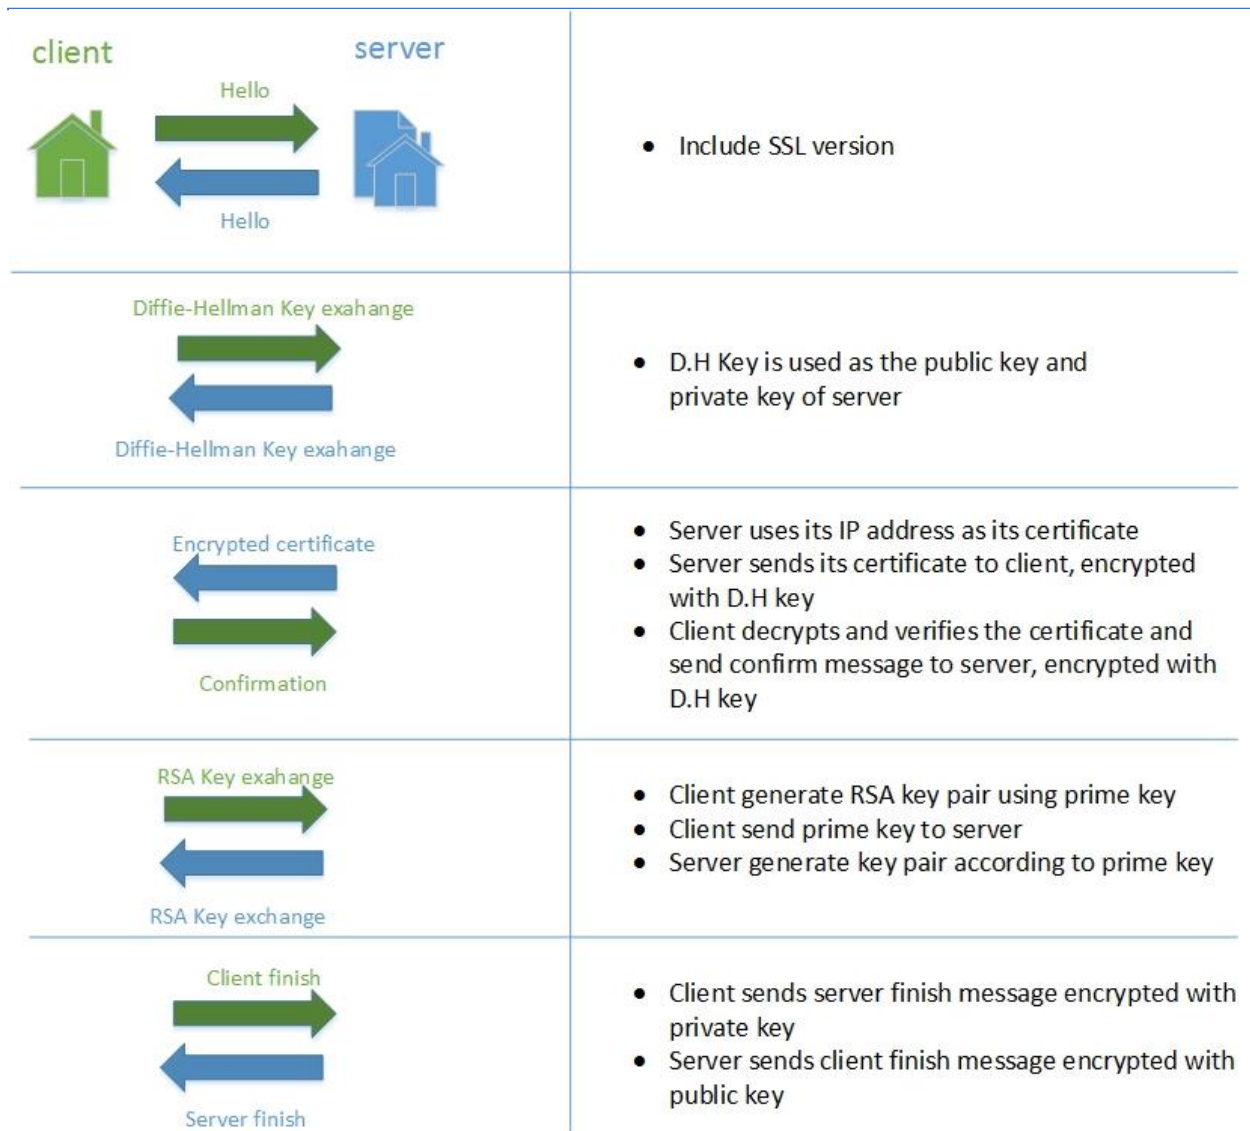 client
server
Hello
Hello
• Include SSL version
Diffie-Hellman Key exahange
Diffie-Hellman Key exahange
• D.H Key is used as the public key and
private key of server
Encrypted certificate
Confirmation
• Server uses its IP address as its certificate
• Server sends its certificate to client, encrypted
with D.H key
• Client decrypts and verifies the certificate and
send confirm message to server, encrypted with
D.H key
RSA Key exahange
RSA Key exchange
• Client generate RSA key pair using prime key
• Client send prime key to server
• Server generate key pair according to prime key
Client finish
Server finish
• Client sends server finish message encrypted with
private key
• Server sends client finish message encrypted with
public key